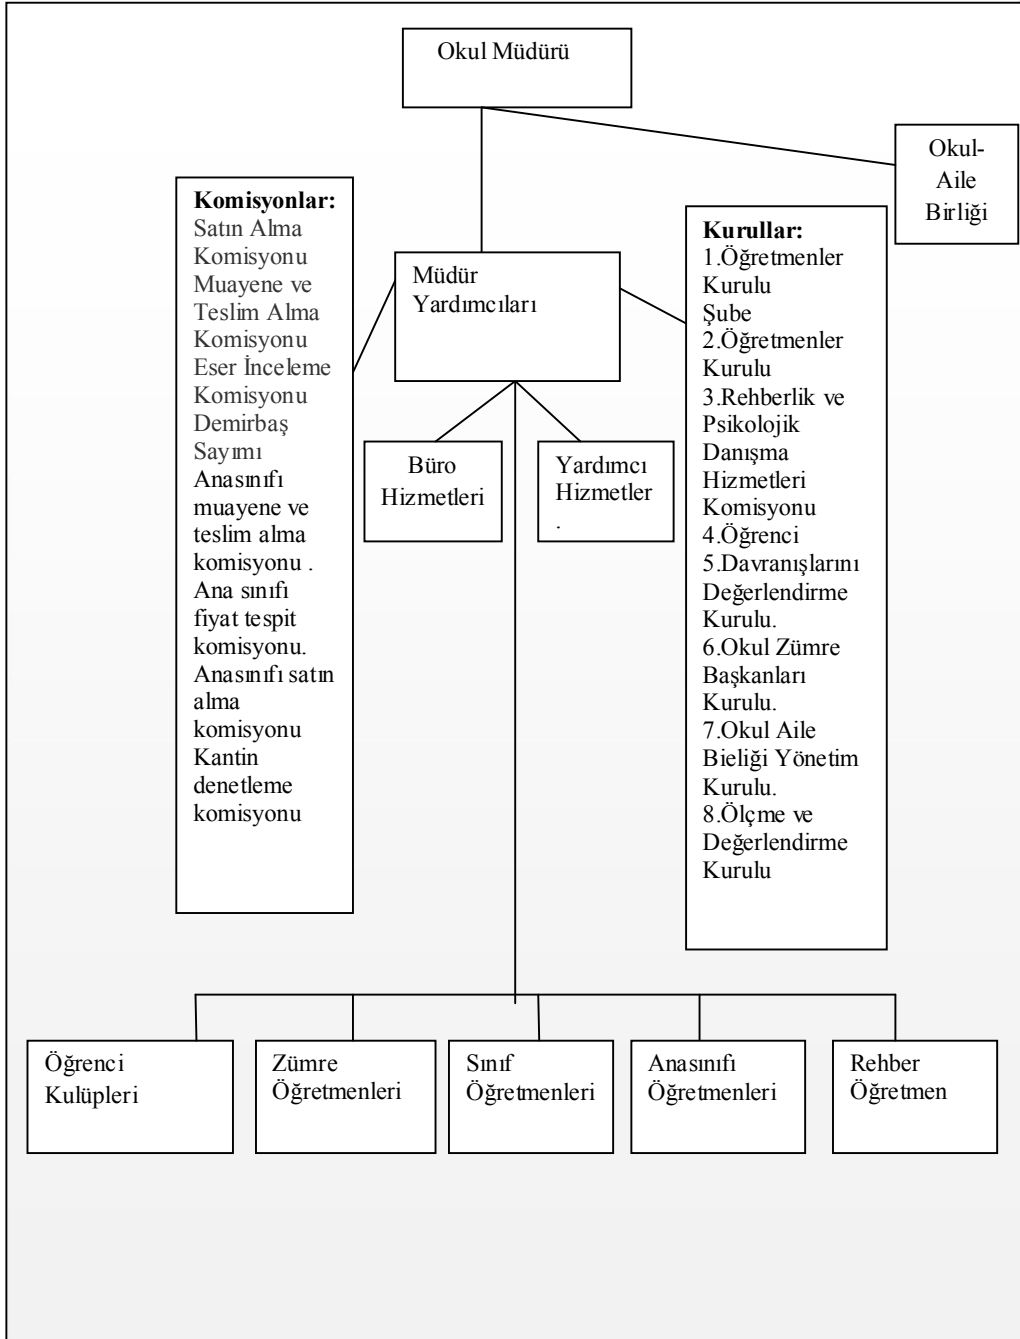 Okul Müdürü
Okul-
Aile
Birliği
Komisyonlar:
Satın Alma
Komisyonu
Muayene ve
Teslim Alma
Komisyonu
Eser İnceleme
Komisyonu
Demirbaş
Sayımı
Anasınıfı
muayene ve
teslim alma
komisyonu .
Ana sınıfı
fiyat tespit
komisyonu.
Anasınıfı satın
alma
komisyonu
Kantin
denetleme
komisyonu
Müdür
Yardımcıları
Kurullar:
1.Öğretmenler
Kurulu
Şube
2.Öğretmenler
Kurulu
3.Rehberlik ve
Psikolojik
Danışma
Hizmetleri
Komisyonu
4.Öğrenci
5.Davranışlarını
Değerlendirme
Kurulu.
6.Okul Zümre
Başkanları
Kurulu.
7.Okul Aile
Bieliği Yönetim
Kurulu.
8.Ölçme ve
Değerlendirme
Kurulu
Büro
Hizmetleri
Yardımcı
Hizmetler
.
Öğrenci
Kulüpleri
Zümre
Öğretmenleri
Sınıf
Öğretmenleri
Anasınıfı
Öğretmenleri
Rehber
Öğretmen